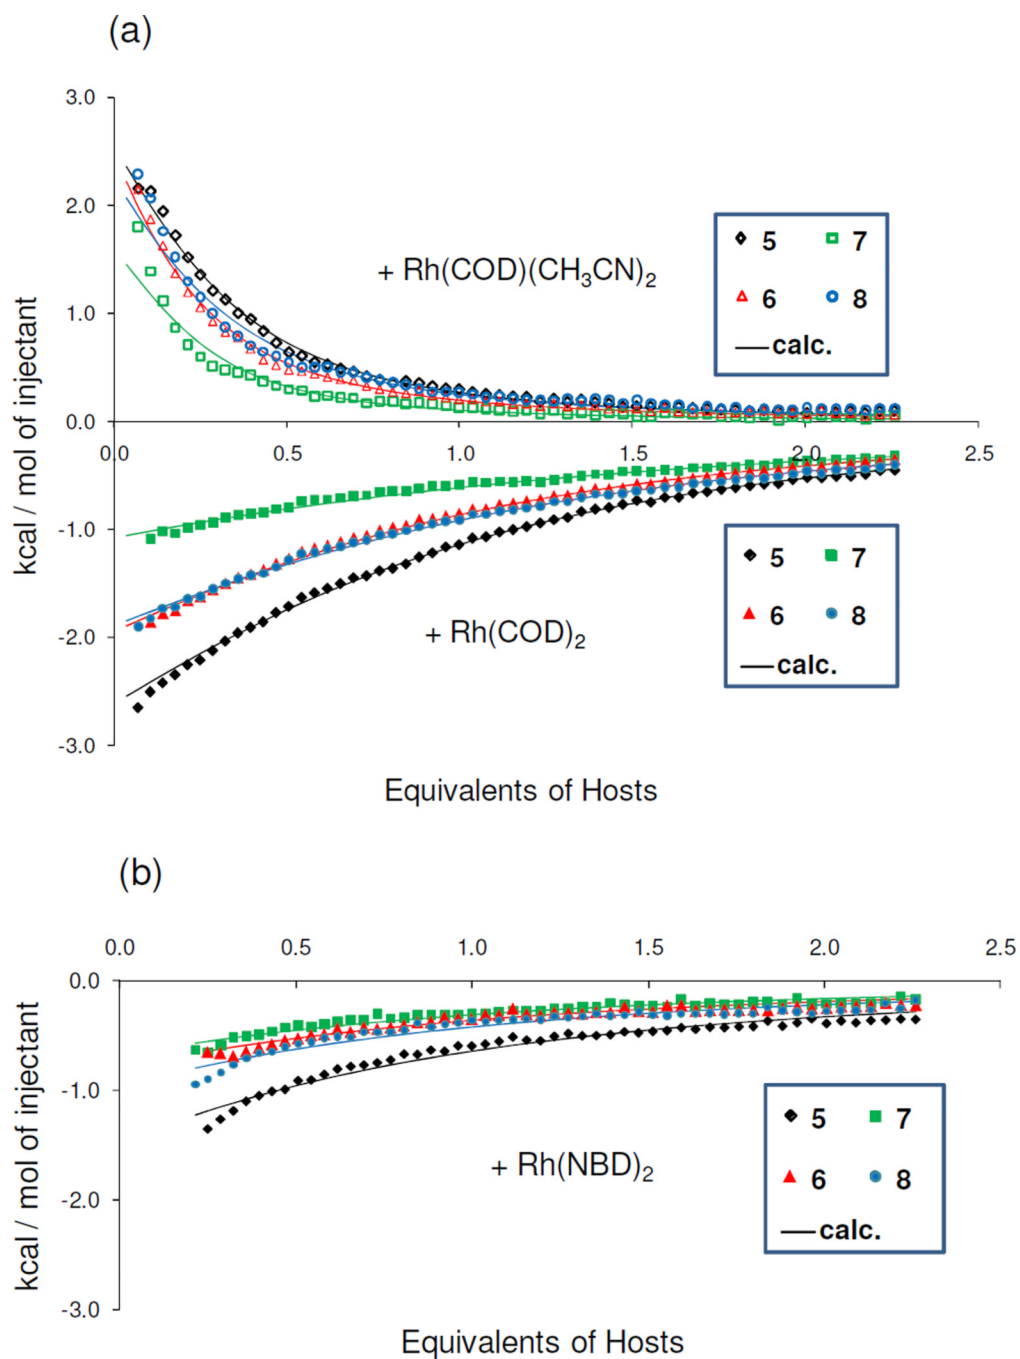 (a)
3.0
2.0
1.0
0.0
-1.0
-2.0
-3.0
kcal / mol of injectant
+ Rh(COD)(CH₃CN)₂
5 7
6 8
calc.
0.5 1.0 1.5 2.0 2.5
+ Rh(COD)₂
5 7
6 8
calc.
Equivalents of Hosts
(b)
0.0 0.5 1.0 1.5 2.0 2.5
0.0
-1.0
-2.0
-3.0
kcal / mol of injectant
+ Rh(NBD)₂
5 7
6 8
calc.
Equivalents of Hosts